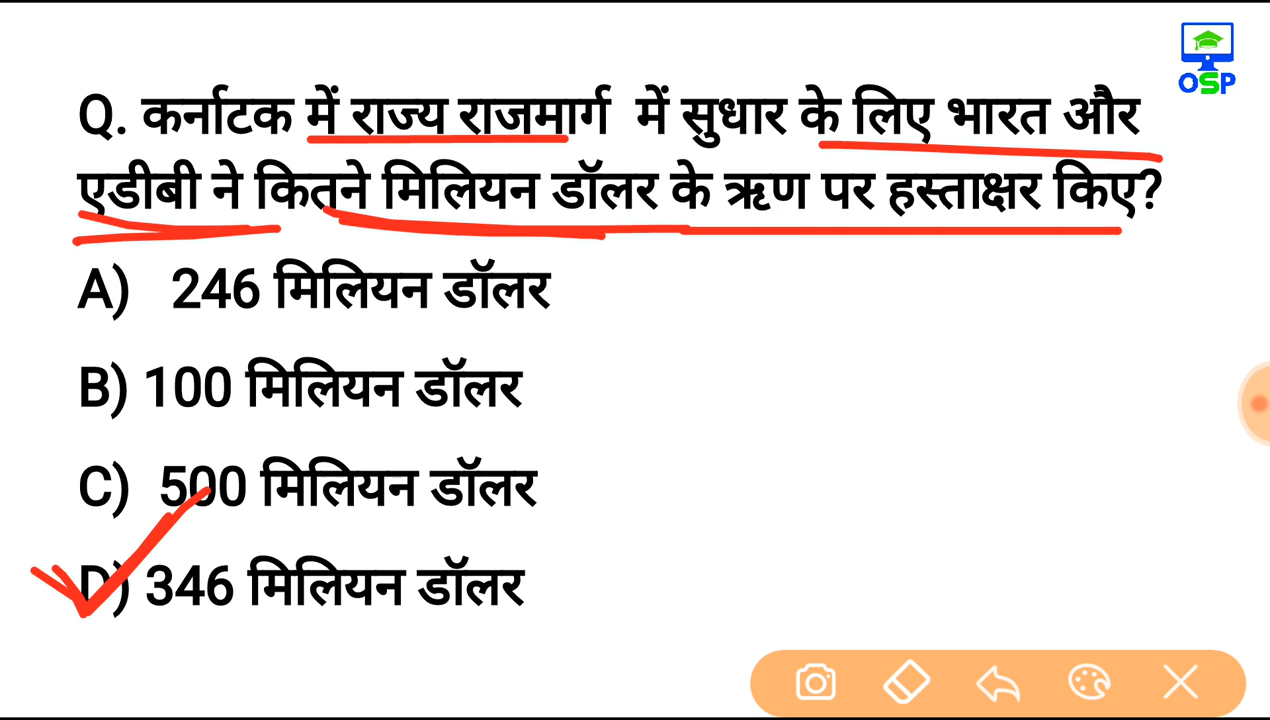 OSP
Q. कर्नाटक में राज्य राजमार्ग में सुधार के लिए भारत और
एडीबी ने कितने मिलियन डॉलर के ऋण पर हस्ताक्षर किए?
A) 246 मिलियन डॉलर
B) 100 मिलियन डॉलर
C) 500 मिलियन डॉलर
D) 346 मिलियन डॉलर